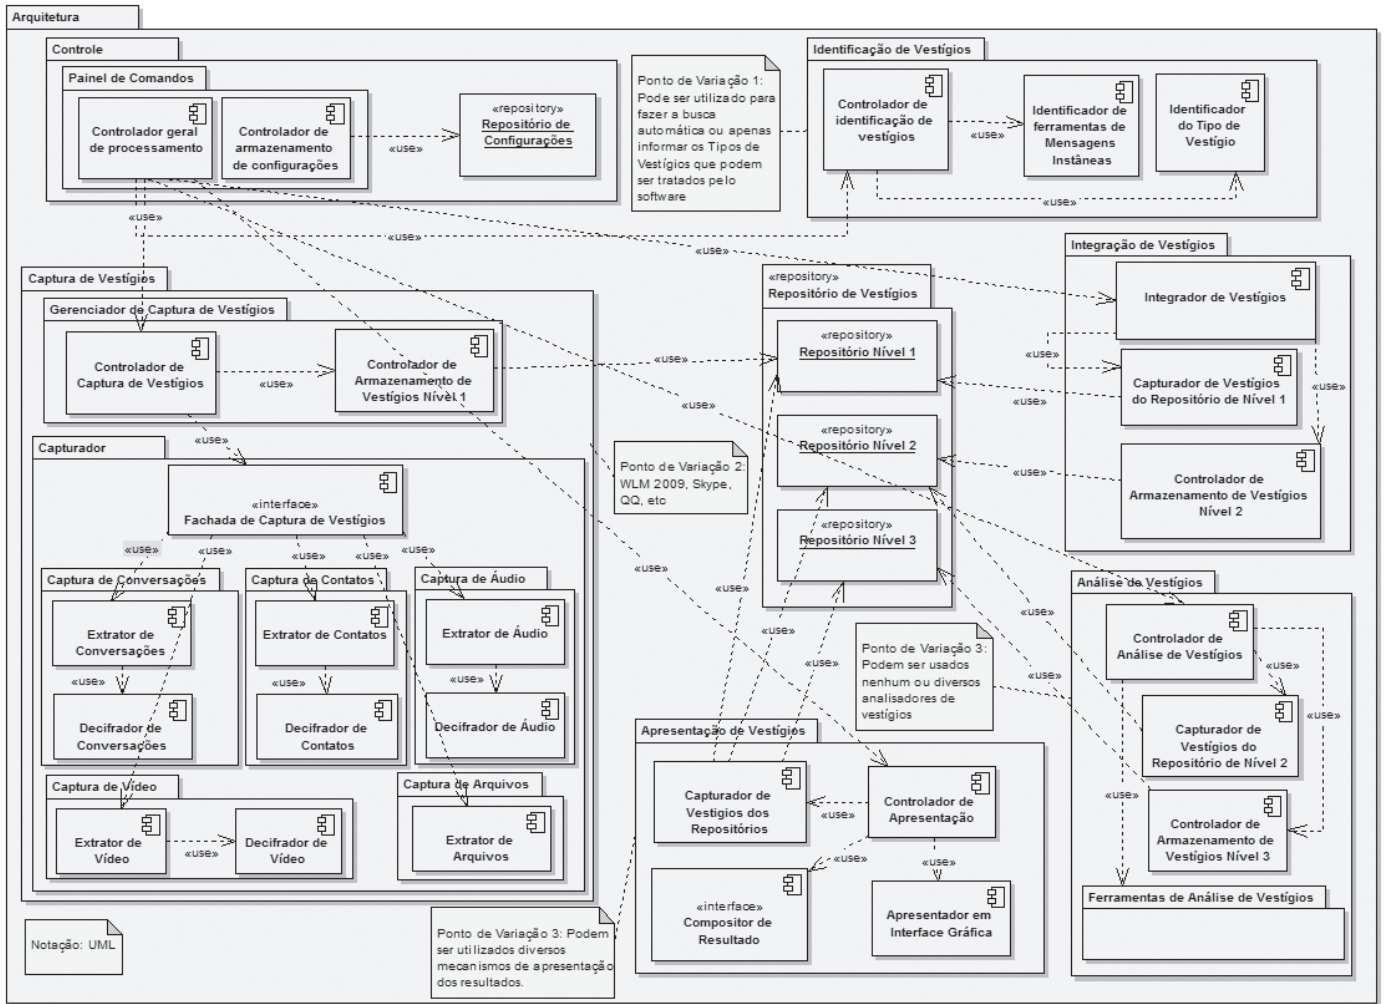 Arquitetura
Controle
Painel de Comandos
Controlador geral
de processamento
Controlador de
armazenamento
de configurações
«use»
«repository»
Repositório de
Configurações
Ponto de Variação 1:
Pode ser utilizado para
fazer a busca
automática ou apenas
informar os Tipos de
Vestígios que podem
ser tratados pelo
software
Identificação de Vestígios
Controlador de
identificação de
vestígios
«use»
Identificador de
ferramentas de
Mensagens
Instâneas
Identificador
do Tipo de
Vestígio
«use»
«use»
«use»
«use»
Captura de Vestígios
Gerenciador de Captura de Vestígios
Controlador de
Captura de Vestígios
«use»
Controlador de
Armazenamento de
Vestígios Nível 1
«use»
«use»
«use»
«use»
Capturador
«interface»
Fachada de Captura de Vestígios
«use»
«use»
«use»
«use»
«use»
Captura de Conversações
Extrator de
Conversações
«use»
Decifrador de
Conversações
Captura de Contatos
Extrator de Contatos
«use»
Decifrador de
Contatos
Captura de Áudio
Extrator de Áudio
«use»
Decifrador de Áudio
Captura de Vídeo
Extrator de
Vídeo
«use»
Decifrador de
Vídeo
Captura de Arquivos
Extrator de
Arquivos
Notação: UML
Ponto de Variação 2:
WLM 2009, Skype,
QQ, etc
«repository»
Repositório de Vestígios
«repository»
Repositório Nível 1
«repository»
Repositório Nível 2
«repository»
Repositório Nível 3
Integração de Vestígios
Integrador de Vestígios
«use»
«use»
Capturador de Vestígios
do Repositório de Nível 1
«use»
Controlador de
Armazenamento de Vestígios
Nível 2
«use»
Análise de Vestígios
Controlador de
Análise de Vestígios
«use»
«use»
Capturador de
Vestígios do
Repositório de Nível 2
«use»
Controlador de
Armazenamento de
Vestígios Nível 3
«use»
«use»
Ferramentas de Análise de Vestígios
Ponto de Variação 3:
Podem ser usados
nenhum ou diversos
analisadores de
vestígios
«use»
«use»
«use»
Apresentação de Vestígios
Capturador de
Vestigios dos
Repositórios
«use»
Controlador de
Apresentação
«use»
«use»
«interface»
Compositor de
Resultado
Apresentador em
Interface Gráfica
Ponto de Variação 3: Podem
ser utilizados diversos
mecanismos de apresentação
dos resultados.